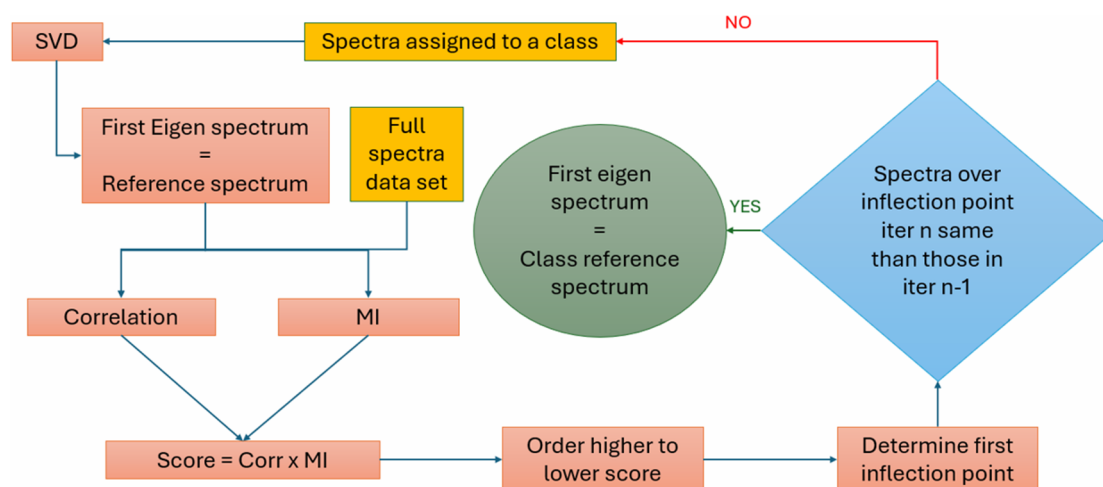 NO
SVD
Spectra assigned to a class
First Eigen spectrum
=
Reference spectrum
Full
spectra
data set
First eigen
spectrum
=
Class reference
spectrum
YES
Spectra over
inflection point
iter n same
than those in
iter n-1
Correlation
MI
Score = Corr x MI
Order higher to
lower score
Determine first
inflection point